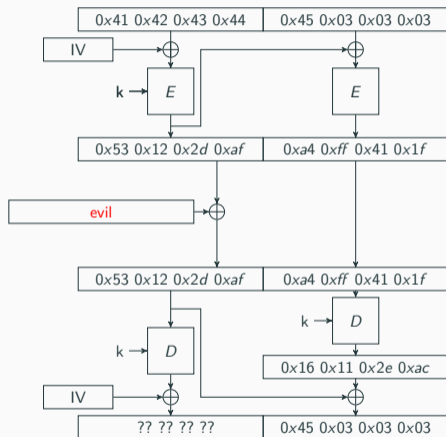 0x41 0x42 0x43 0x44 0x45 0x03 0x03 0x03
IV
k E E
0x53 0x12 0x2d 0xaf 0xa4 0xff 0x41 0x1f
evil
0x53 0x12 0x2d 0xaf 0xa4 0xff 0x41 0x1f
k D
k D
0x16 0x11 0x2e 0xac
IV
?? ?? ?? ?? 0x45 0x03 0x03 0x03